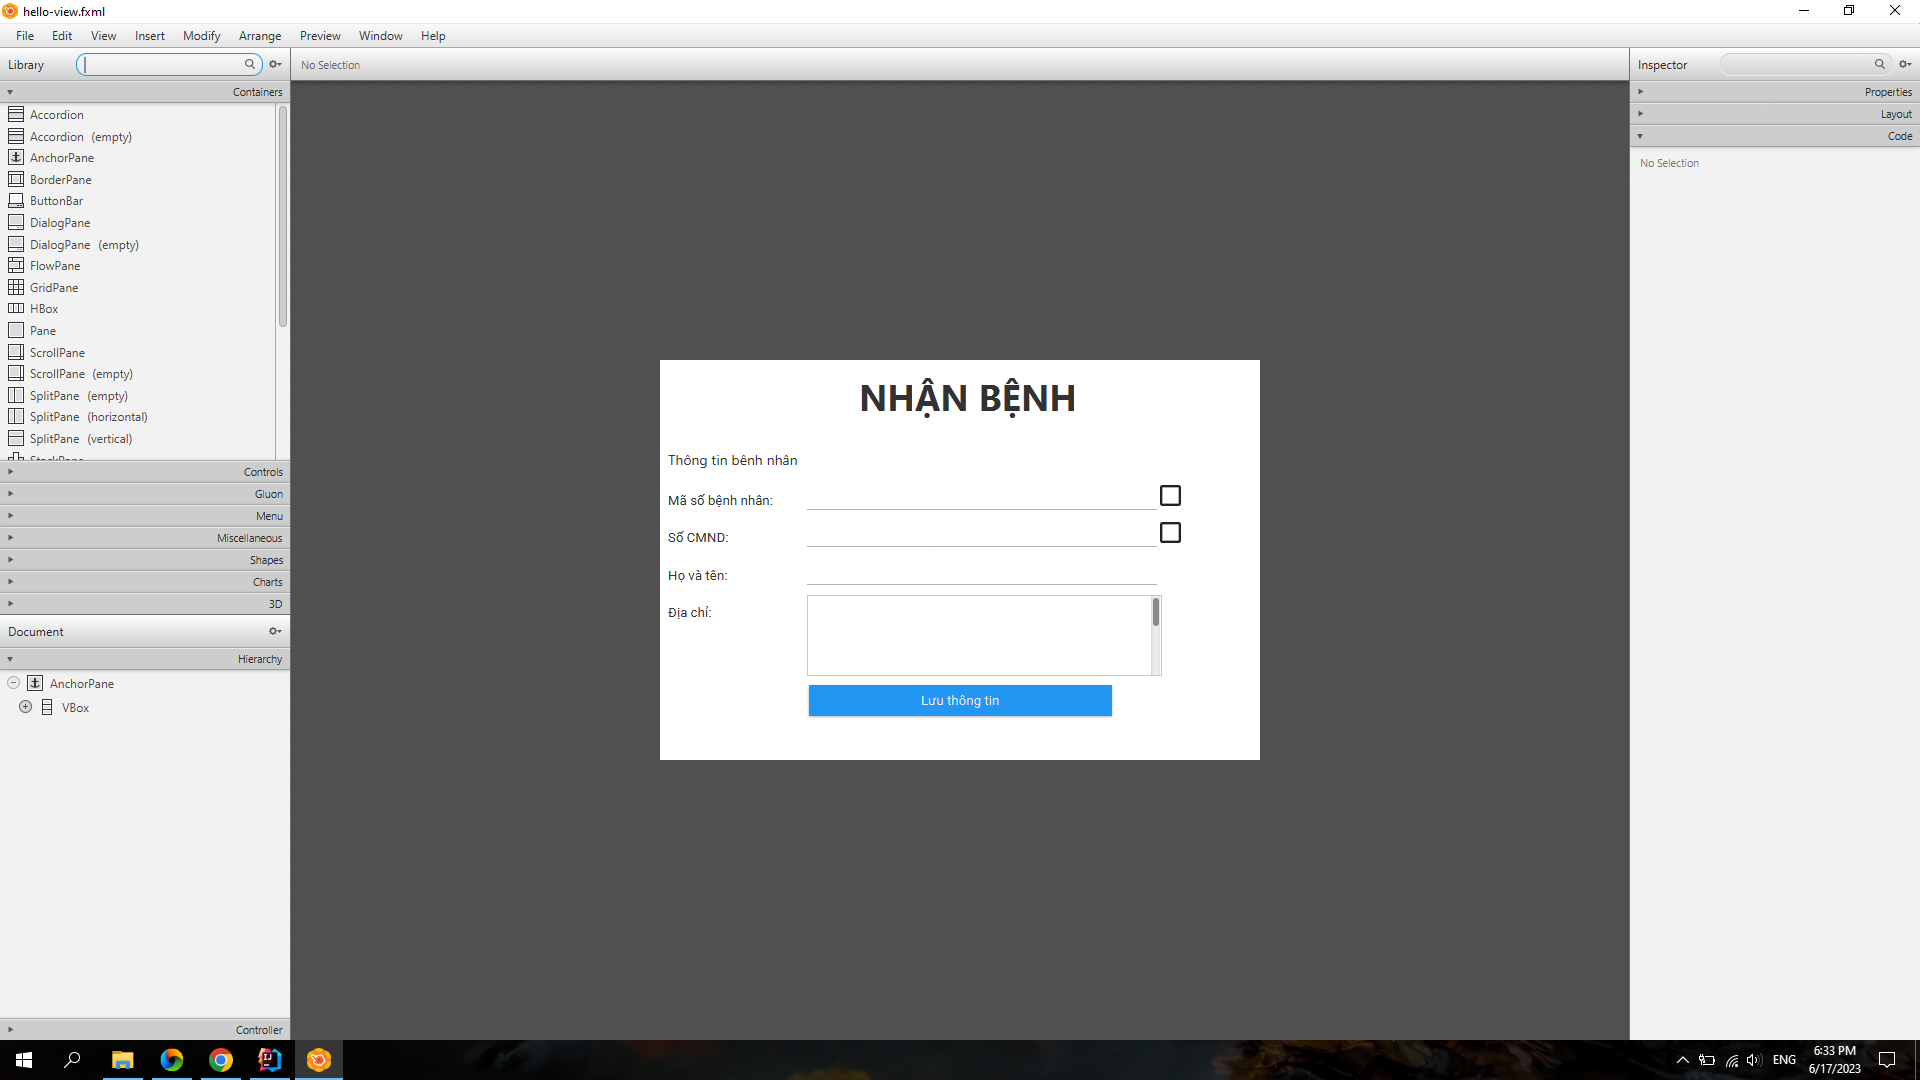 hello-view.fxml
File Edit View Insert Modify Arrange Preview Window Help
Library
No Selection
Inspector
Containers
Accordion
Accordion (empty)
AnchorPane
BorderPane
ButtonBar
DialogPane
DialogPane (empty)
FlowPane
GridPane
HBox
Pane
ScrollPane
ScrollPane (empty)
SplitPane (empty)
SplitPane (horizontal)
SplitPane (vertical)
StackPane
Controls
Gluon
Menu
Miscellaneous
Shapes
Charts
3D
Document
Hierarchy
AnchorPane
VBox
Controller
NHẬN BỆNH
Thông tin bênh nhân
Mã số bệnh nhân:
Số CMND:
Họ và tên:
Địa chỉ:
Lưu thông tin
Properties
Layout
Code
No Selection
ENG
6:33 PM
6/17/2023